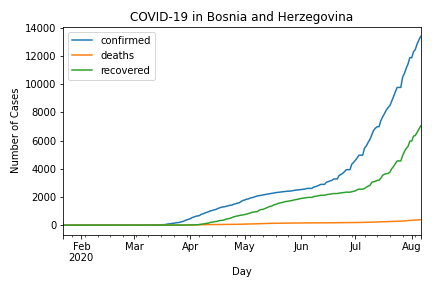 COVID-19 in Bosnia and Herzegovina
confirmed
deaths
recovered
Number of Cases
14000
12000
10000
8000
6000
4000
2000
0
Feb
2020
Mar
Apr
May
Jun
Jul
Aug
Day